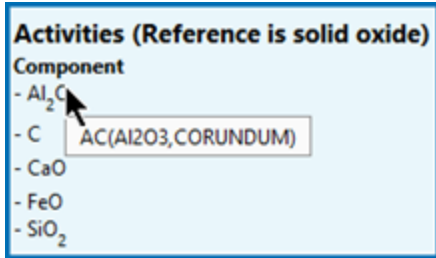 Activities (Reference is solid oxide)
Component
- Al₂
- C
AC(Al2O3,CORUNDUM)
- CaO
- FeO
- SiO₂